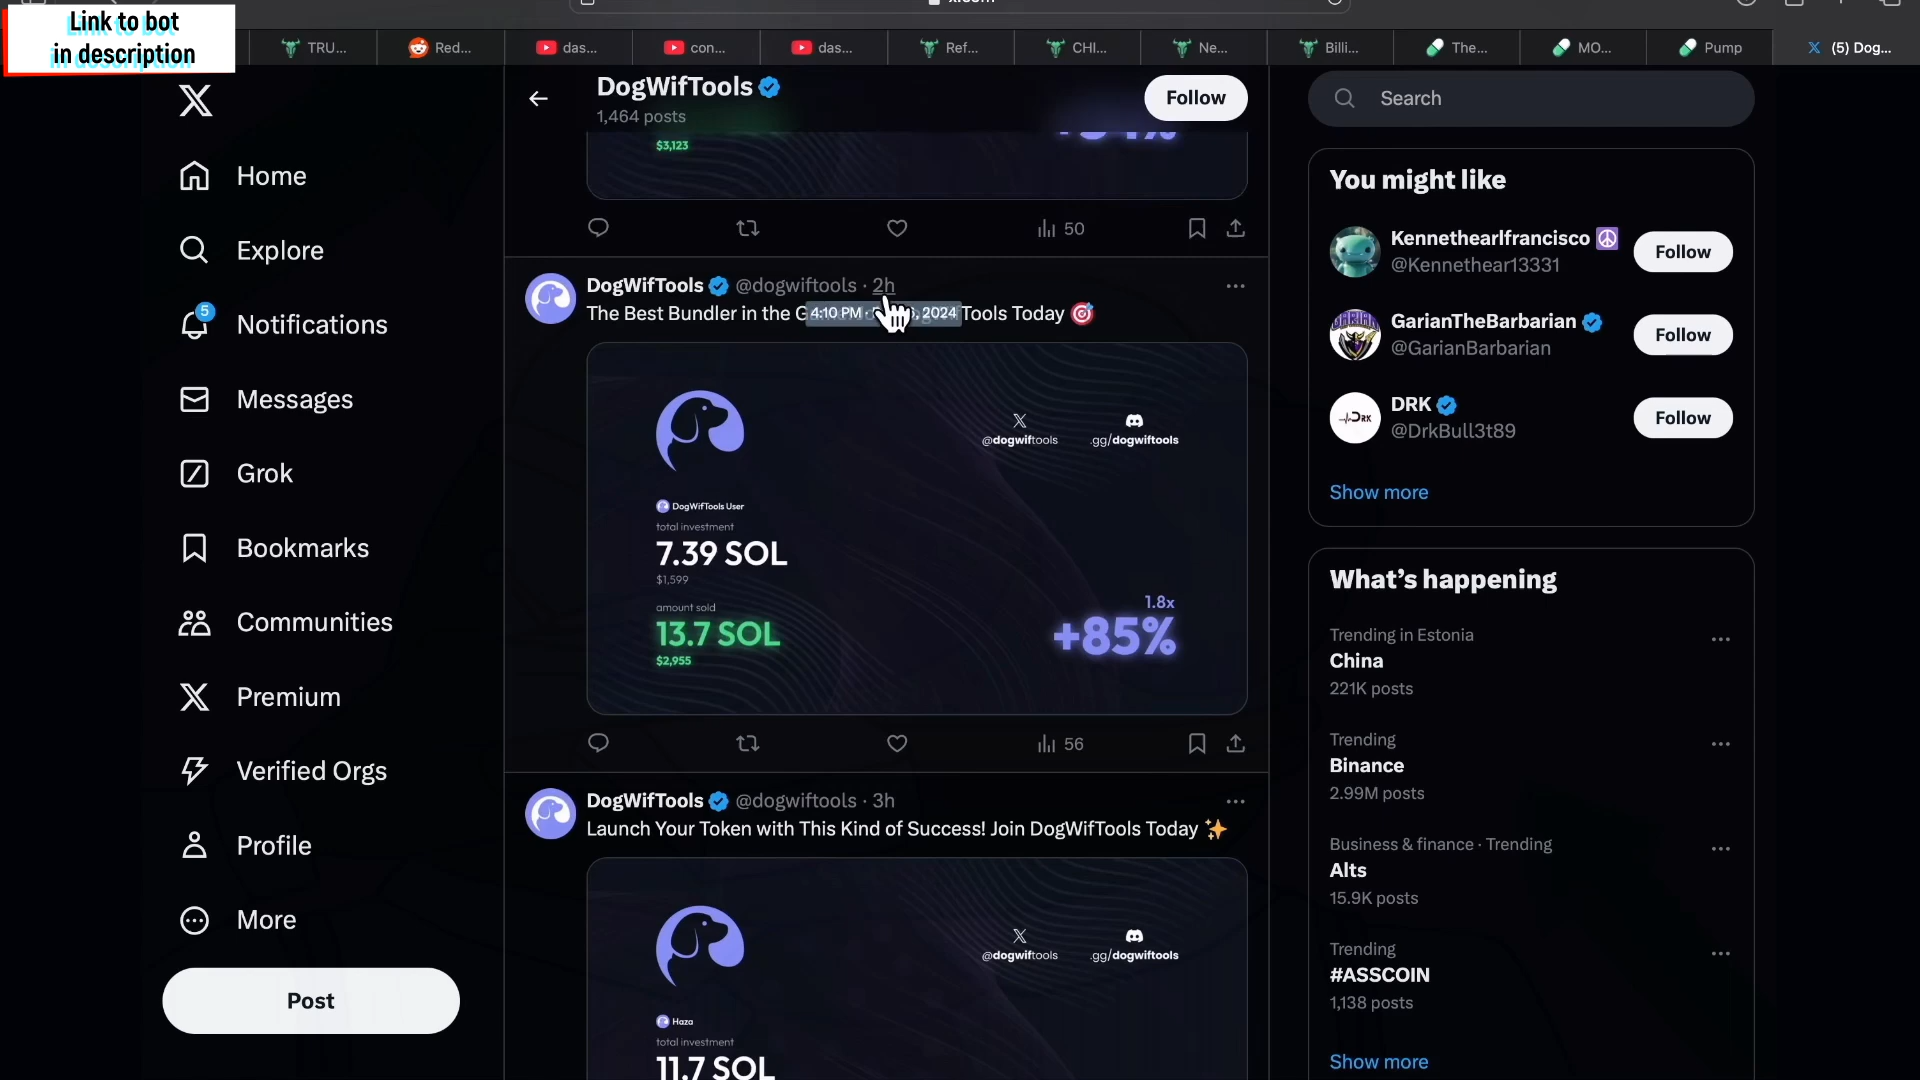 Link to bot
in description
TRU...
Red...
das...
con...
das...
Ref...
CHI...
Ne...
Billi...
The...
MO...
Pump
(5) Dog...
DogWifTools
1,464 posts
Follow
Search
Home
Explore
5
Notifications
Messages
Grok
Bookmarks
Communities
Premium
Verified Orgs
Profile
More
Post
$3,123
50
DogWifTools @dogwiftools · 2h
The Best Bundler in the G
4:10 PM ·
, 2024
Tools Today 🎯
@dogwiftools
.gg/dogwiftools
DogWifTools User
total investment
7.39 SOL
$1,599
amount sold
13.7 SOL
$2,955
1.8x
+85%
56
DogWifTools @dogwiftools · 3h
Launch Your Token with This Kind of Success! Join DogWifTools Today ✨
@dogwiftools
.gg/dogwiftools
Haza
total investment
11.7 SOL
You might like
Kennethearlfrancisco ☮
@Kennethear13331
Follow
GarianTheBarbarian
@GarianBarbarian
Follow
DRK
@DrkBull3t89
Follow
Show more
What's happening
Trending in Estonia
China
221K posts
Trending
Binance
2.99M posts
Business & finance · Trending
Alts
15.9K posts
Trending
#ASSCOIN
1,138 posts
Show more